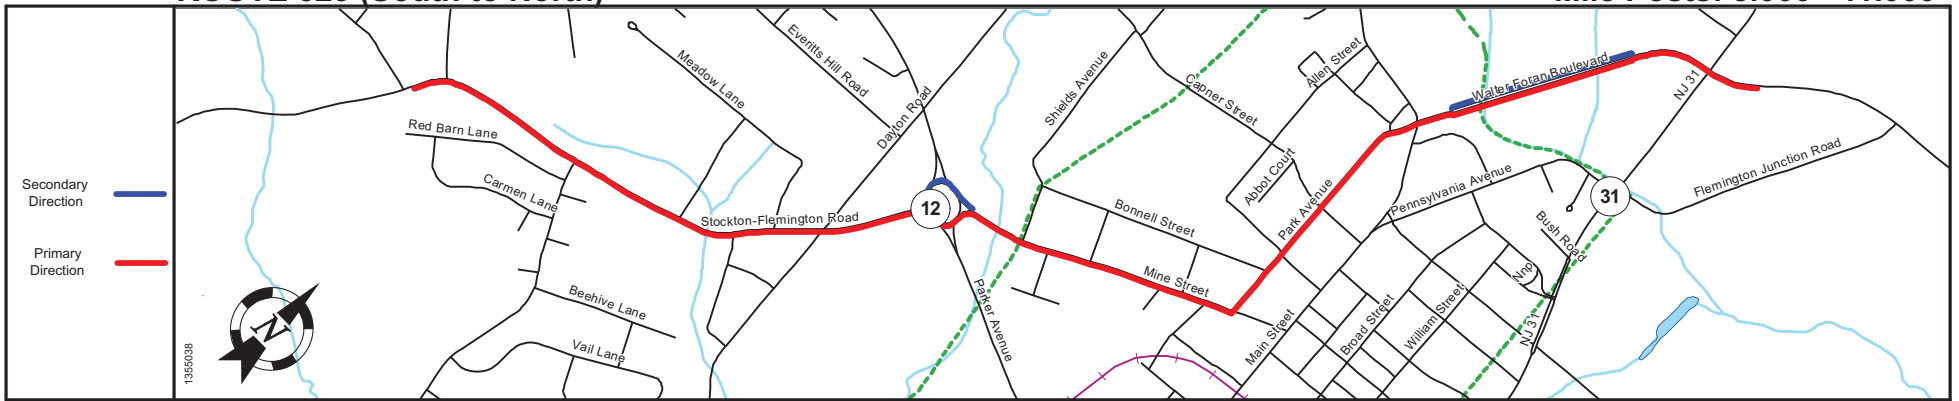 Secondary
Direction
Primary
Direction
1355038
N
Red Barn Lane
Carmen Lane
Beehive Lane
Vail Lane
Meadow Lane
Everitts Hill Road
Dayton Road
Stockton-Flemington Road
12
Parker Avenue
Shields Avenue
Capner Street
Allen Street
Abbot Court
Bonnell Street
Mine Street
Park Avenue
Main Street
Broad Street
William Street
Pennsylvania Avenue
Walter Foran Boulevard
NJ 31
31
Bush Road
Nnp
NJ 31
Flemington Junction Road